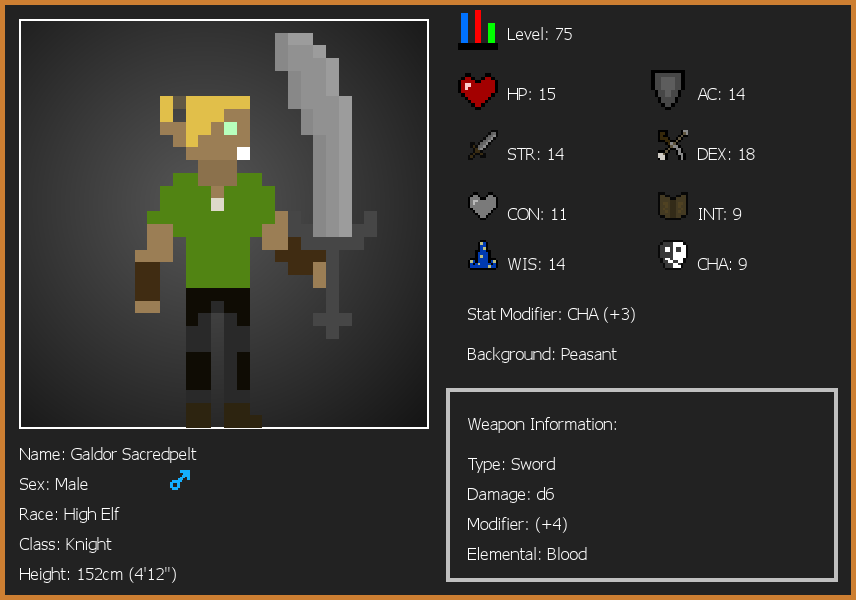 Level: 75
HP: 15
AC: 14
STR: 14
DEX: 18
CON: 11
INT: 9
WIS: 14
CHA: 9
Stat Modifier: CHA (+3)
Background: Peasant
Weapon Information:
Type: Sword
Damage: d6
Modifier: (+4)
Elemental: Blood
Name: Galdor Sacredpelt
Sex: Male
Race: High Elf
Class: Knight
Height: 152cm (4'12")